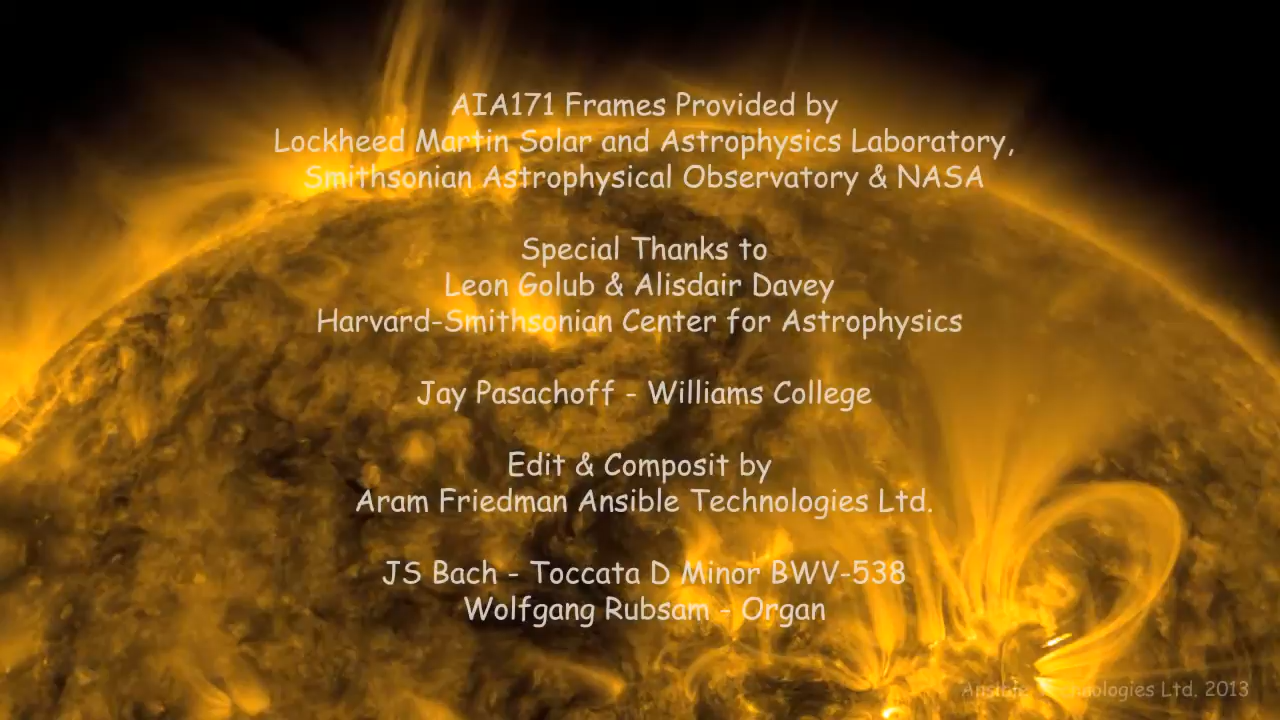 AIA171 Frames Provided by
Lockheed Martin Solar and Astrophysics Laboratory,
Smithsonian Astrophysical Observatory & NASA
Special Thanks to
Leon Golub & Alisdair Davey
Harvard-Smithsonian Center for Astrophysics
Jay Pasachoff - Williams College
Edit & Composit by
Aram Friedman Ansible Technologies Ltd.
JS Bach - Toccata D Minor BWV-538
Wolfgang Rubsam - Organ
Ansible Technologies Ltd. 2013